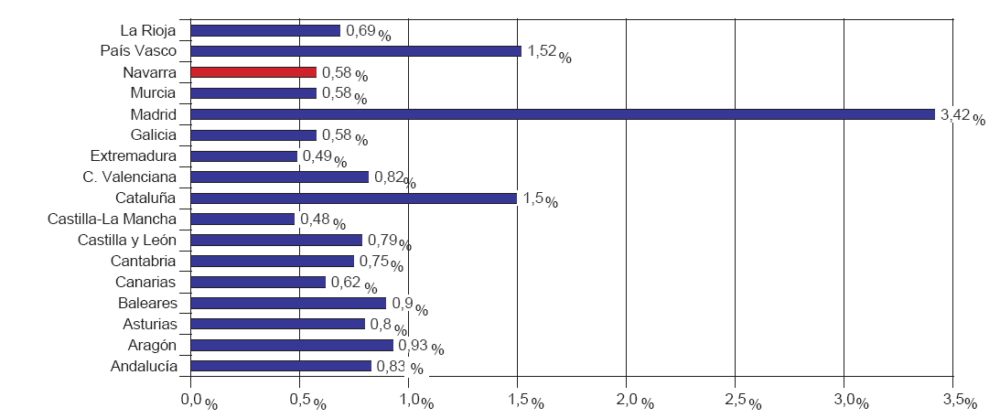 La Rioja 0,69 %
País Vasco 1,52 %
Navarra 0,58 %
Murcia 0,58 %
Madrid 3,42 %
Galicia 0,58 %
Extremadura 0,49 %
C. Valenciana 0,82 %
Cataluña 1,5 %
Castilla-La Mancha 0,48 %
Castilla y León 0,79 %
Cantabria 0,75 %
Canarias 0,62 %
Baleares 0,9 %
Asturias 0,8 %
Aragón 0,93 %
Andalucía 0,83 %
0,0 % 0,5 % 1,0 % 1,5 % 2,0 % 2,5 % 3,0 % 3,5 %